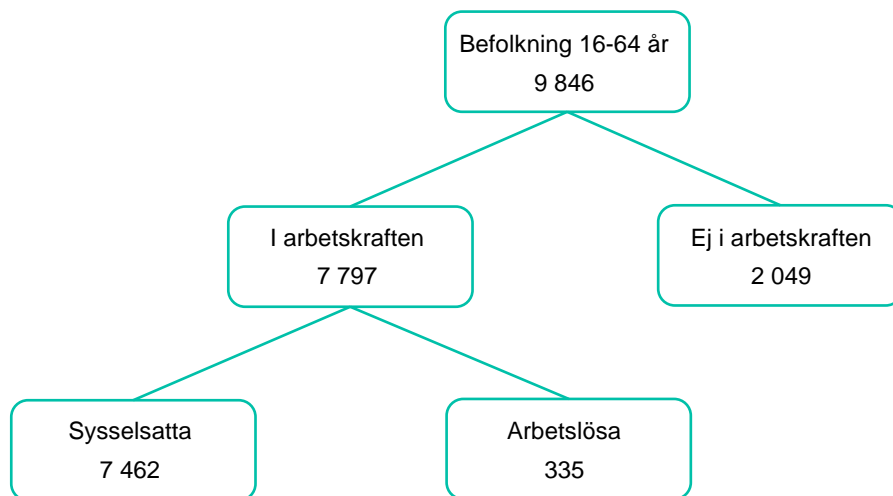 Befolkning 16-64 år
9 846
I arbetskraften
7 797
Ej i arbetskraften
2 049
Sysselsatta
7 462
Arbetslösa
335